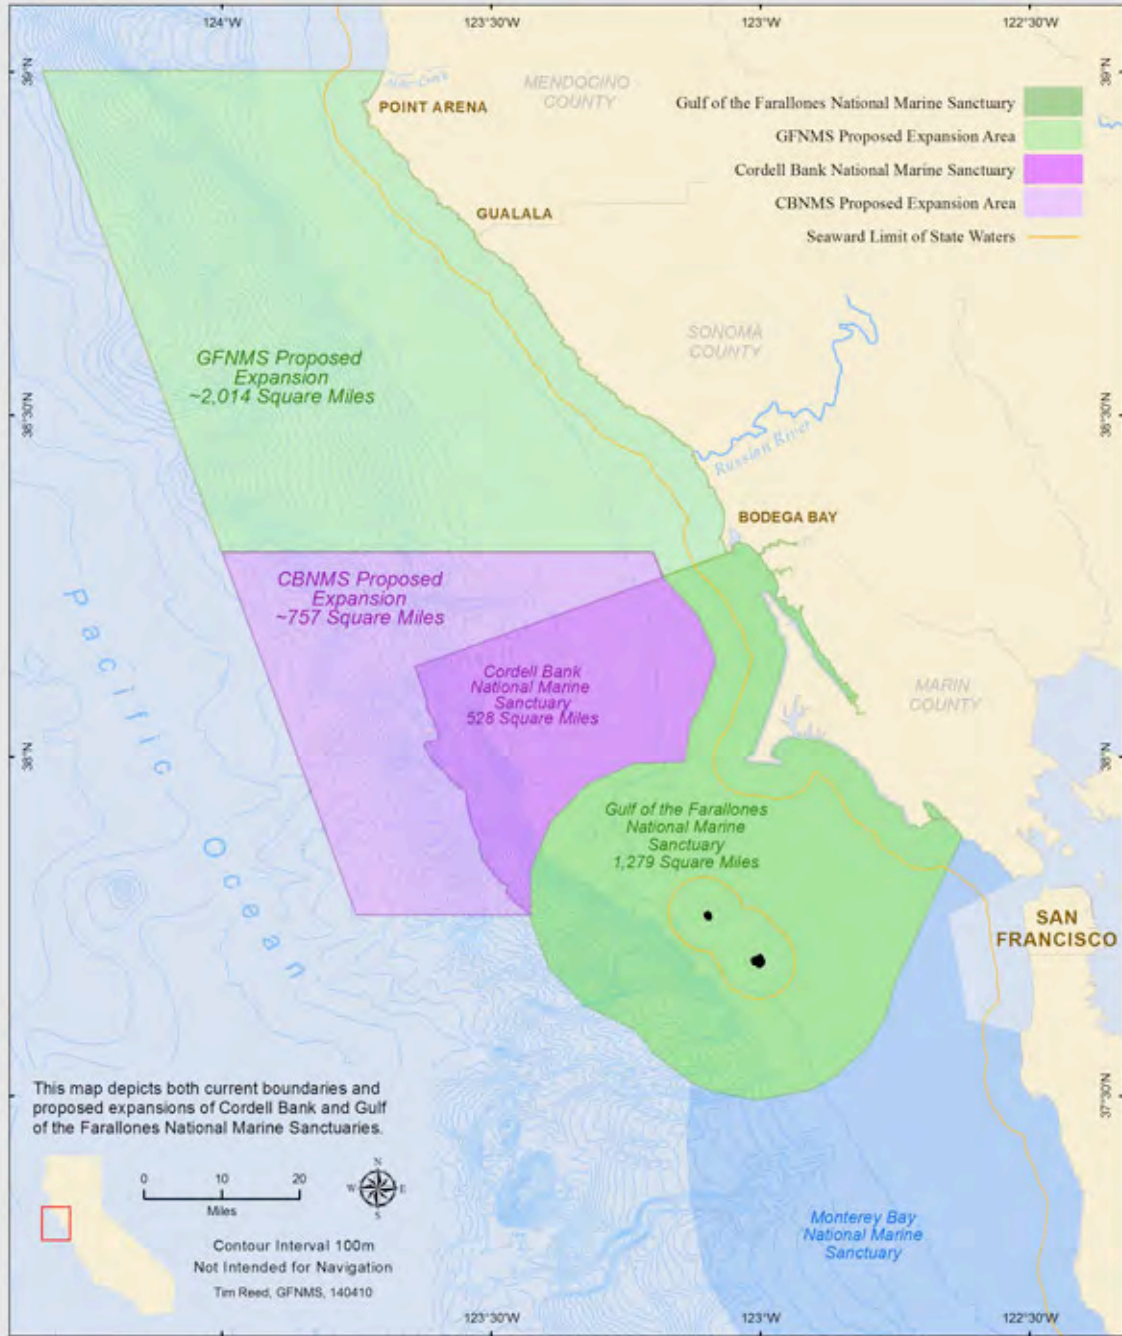 124°W
123°30'W
123°W
122°30'W
39°N
39°N
MENDOCINO
COUNTY
POINT ARENA
Gulf of the Farallones National Marine Sanctuary
GFNMS Proposed Expansion Area
Cordell Bank National Marine Sanctuary
CBNMS Proposed Expansion Area
Seaward Limit of State Waters
GUALALA
SONOMA
COUNTY
GFNMS Proposed
Expansion
~2,014 Square Miles
38°30'N
38°30'N
Russian River
BODEGA BAY
CBNMS Proposed
Expansion
~757 Square Miles
Pacific Ocean
Cordell Bank
National Marine
Sanctuary
528 Square Miles
MARIN
COUNTY
38°N
38°N
Gulf of the Farallones
National Marine
Sanctuary
1,279 Square Miles
SAN
FRANCISCO
37°30'N
This map depicts both current boundaries and
proposed expansions of Cordell Bank and Gulf
of the Farallones National Marine Sanctuaries.
0 10 20
Miles
N
W E
S
Contour Interval 100m
Not Intended for Navigation
Tim Reed, GFNMS, 140410
Monterey Bay
National Marine
Sanctuary
123°30'W
123°W
122°30'W